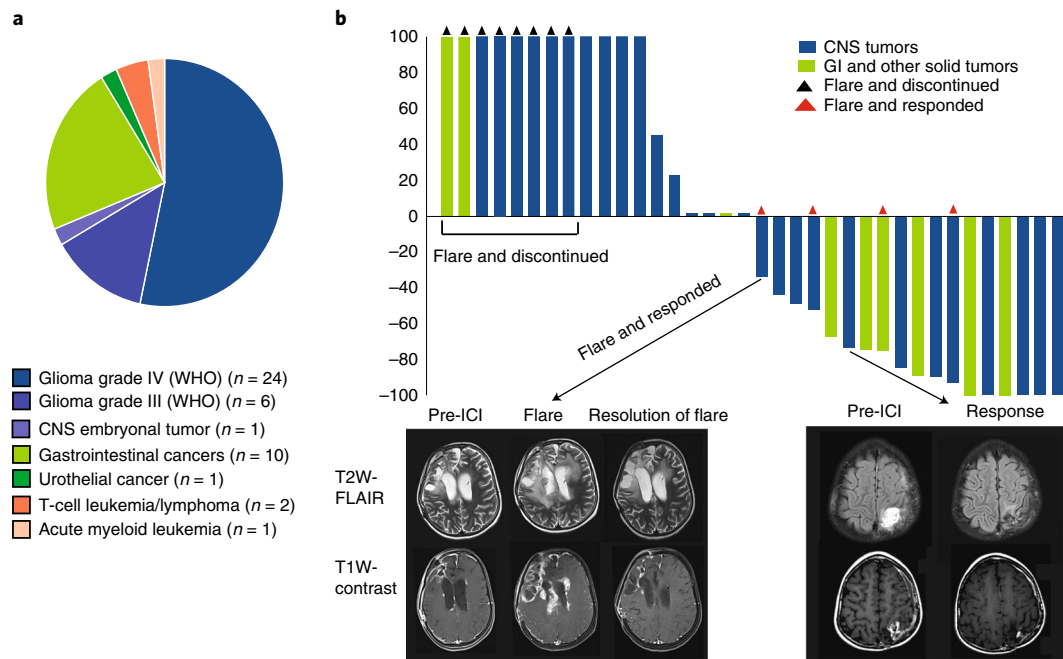 a
Glioma grade IV (WHO) (n = 24)
Glioma grade III (WHO) (n = 6)
CNS embryonal tumor (n = 1)
Gastrointestinal cancers (n = 10)
Urothelial cancer (n = 1)
T-cell leukemia/lymphoma (n = 2)
Acute myeloid leukemia (n = 1)
b
100
80
60
40
20
0
−20
−40
−60
−80
−100
CNS tumors
GI and other solid tumors
Flare and discontinued
Flare and responded
Flare and discontinued
Flare and responded
Pre-ICI Flare Resolution of flare
T2W-
FLAIR
T1W-
contrast
Pre-ICI Response